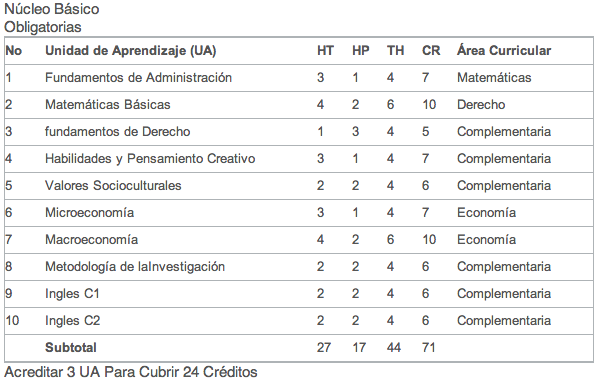 Núcleo Básico
Obligatorias
No Unidad de Aprendizaje (UA) HT HP TH CR Área Curricular
1 Fundamentos de Administración 3 1 4 7 Matemáticas
2 Matemáticas Básicas 4 2 6 10 Derecho
3 fundamentos de Derecho 1 3 4 5 Complementaria
4 Habilidades y Pensamiento Creativo 3 1 4 7 Complementaria
5 Valores Socioculturales 2 2 4 6 Complementaria
6 Microeconomía 3 1 4 7 Economía
7 Macroeconomía 4 2 6 10 Economía
8 Metodología de laInvestigación 2 2 4 6 Complementaria
9 Ingles C1 2 2 4 6 Complementaria
10 Ingles C2 2 2 4 6 Complementaria
Subtotal 27 17 44 71
Acreditar 3 UA Para Cubrir 24 Créditos